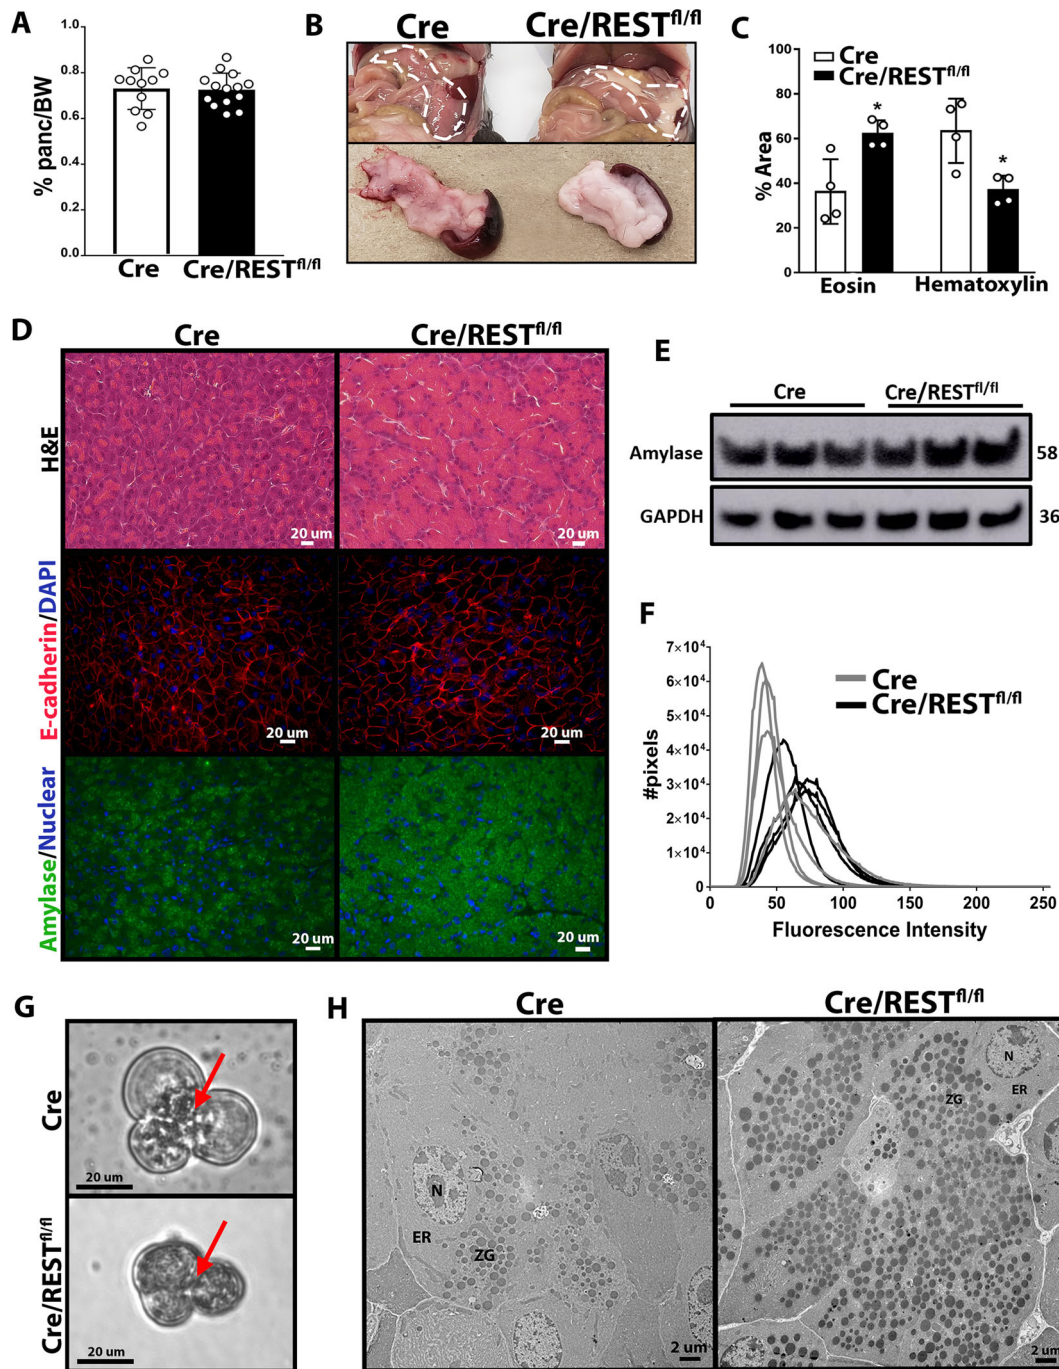 A
% panc/BW
1.0
0.8
0.6
0.4
0.2
0.0
Cre
Cre/REST^fl/fl
B
Cre
Cre/REST^fl/fl
C
Cre
Cre/REST^fl/fl
% Area
100
80
60
40
20
0
*
*
Eosin
Hematoxylin
D
Cre
Cre/REST^fl/fl
H&E
20 um
20 um
E-cadherin/DAPI
20 um
20 um
Amylase/Nuclear
20 um
20 um
E
Cre
Cre/REST^fl/fl
Amylase
58
GAPDH
36
F
#pixels
7×10⁴
6×10⁴
5×10⁴
4×10⁴
3×10⁴
2×10⁴
1×10⁴
0
Cre
Cre/REST^fl/fl
0
50
100
150
200
250
Fluorescence Intensity
G
Cre
20 um
Cre/REST^fl/fl
20 um
H
Cre
N
ER
ZG
2 um
Cre/REST^fl/fl
N
ER
ZG
2 um